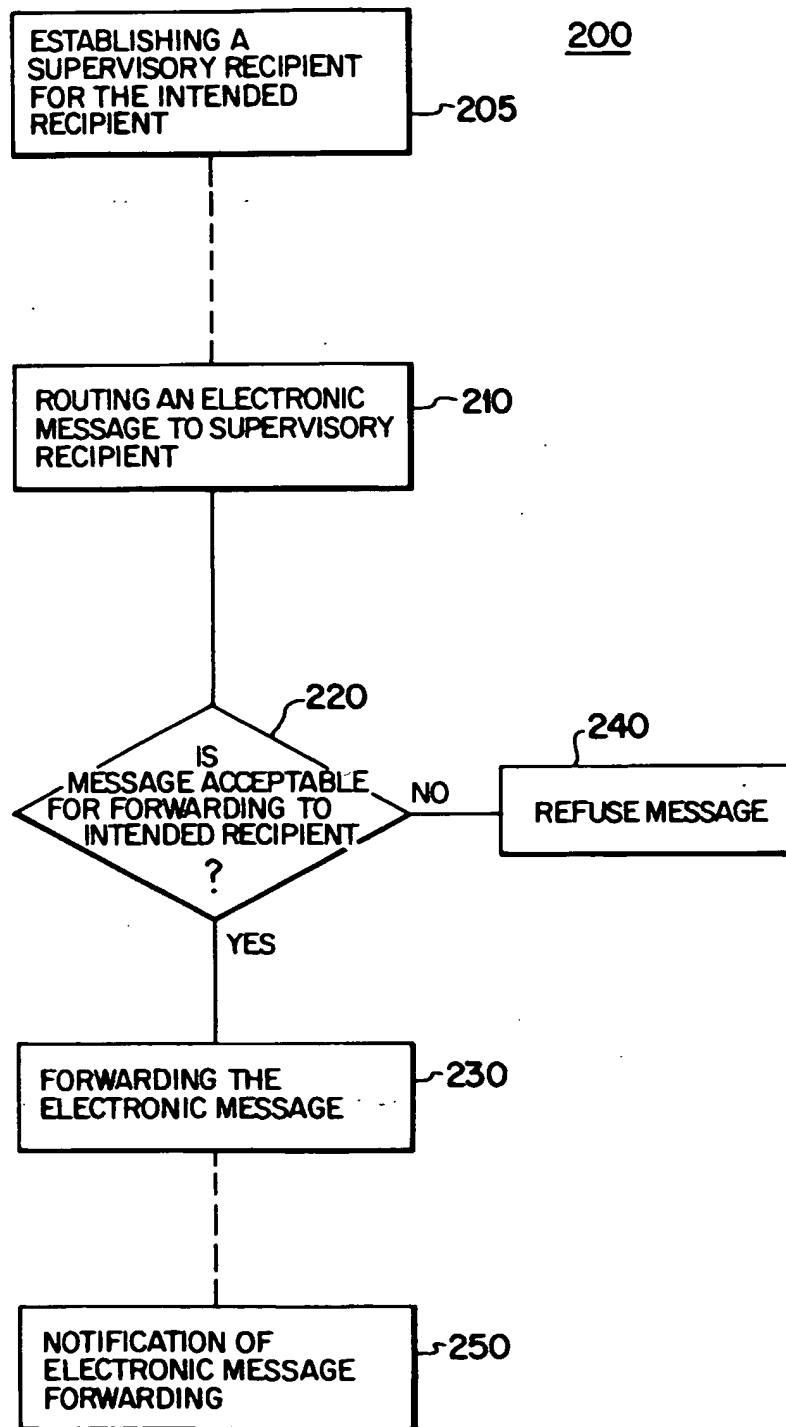 200
ESTABLISHING A
SUPERVISORY RECIPIENT
FOR THE INTENDED
RECIPIENT
205
ROUTING AN ELECTRONIC
MESSAGE TO SUPERVISORY
RECIPIENT
210
220
IS
MESSAGE ACCEPTABLE
FOR FORWARDING TO
INTENDED RECIPIENT
?
NO
240
REFUSE MESSAGE
YES
FORWARDING THE
ELECTRONIC MESSAGE
230
NOTIFICATION OF
ELECTRONIC MESSAGE
FORWARDING
250